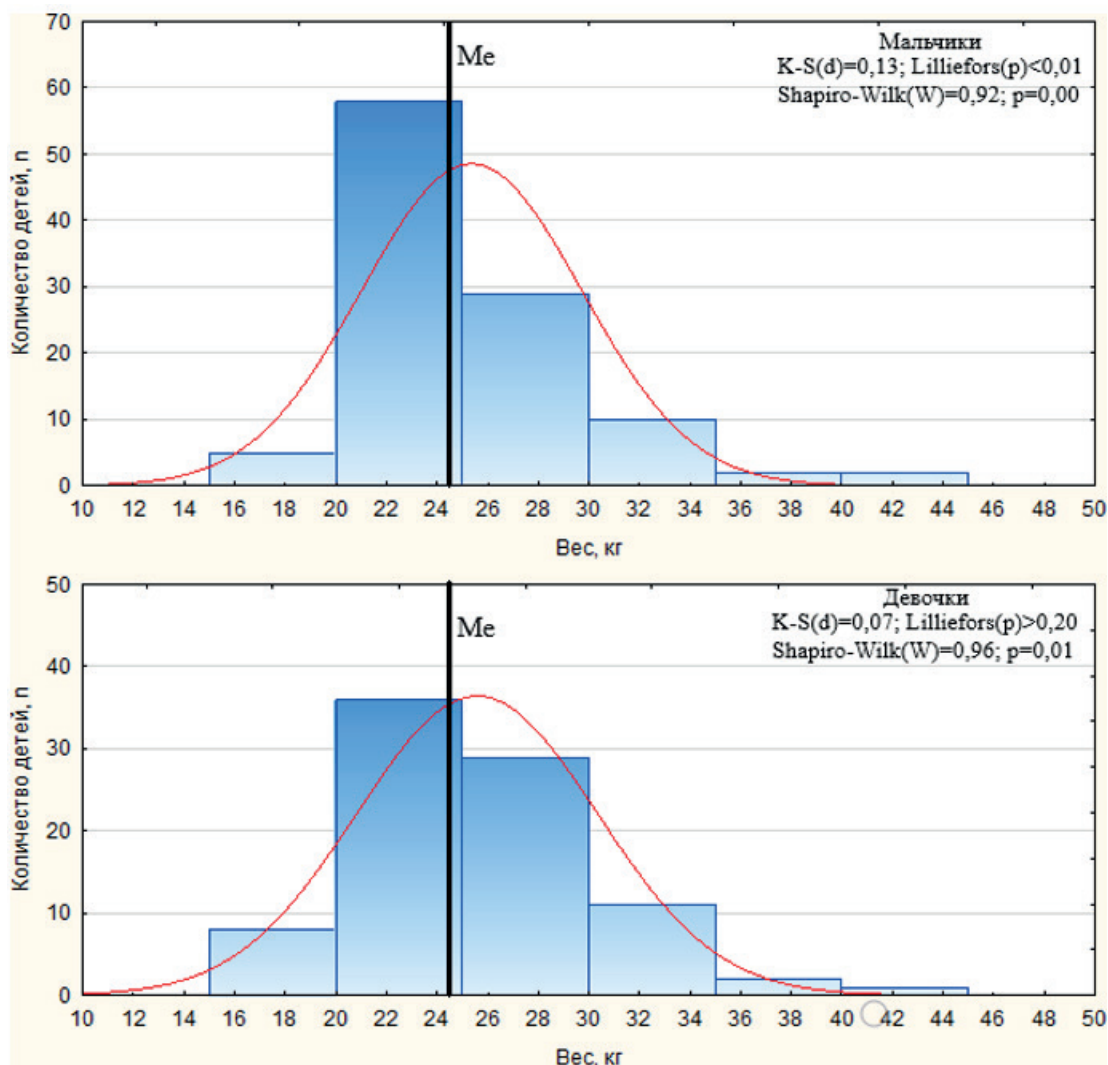 70
60
50
40
30
20
10
0
Количество детей, n
Me
Мальчики
K-S(d)=0,13; Lilliefors(p)<0,01
Shapiro-Wilk(W)=0,92; p=0,00
10 12 14 16 18 20 22 24 26 28 30 32 34 36 38 40 42 44 46 48 50
Вес, кг
50
40
30
20
10
0
Количество детей, n
Me
Девочки
K-S(d)=0,07; Lilliefors(p)>0,20
Shapiro-Wilk(W)=0,96; p=0,01
10 12 14 16 18 20 22 24 26 28 30 32 34 36 38 40 42 44 46 48 50
Вес, кг